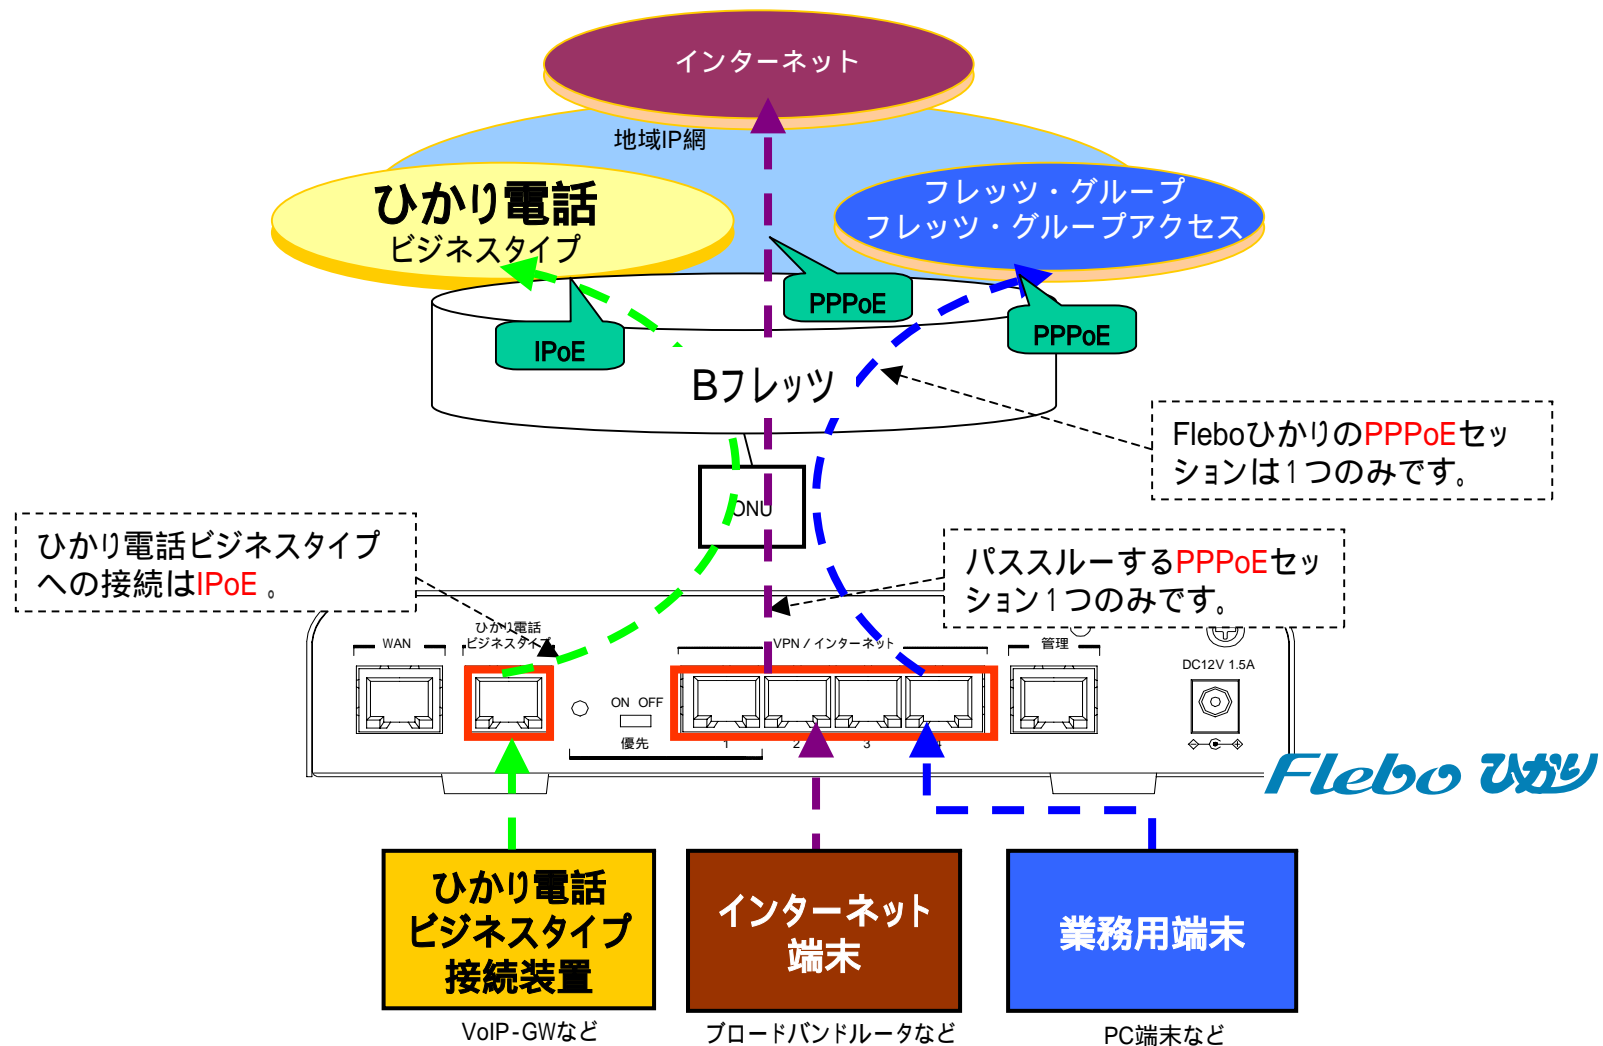 インターネット
地域IP網
ひかり電話
ビジネスタイプ
フレッツ・グループ
フレッツ・グループアクセス
PPPoE
IPoE
PPPoE
Bフレッツ
FleboひかりのPPPoEセッ
ションは1つのみです。
ONU
ひかり電話ビジネスタイプ
への接続はIPoE 。
パススルーするPPPoEセッ
ション1つのみです。
WAN
ひかり電話
ビジネスタイプ
VPN / インターネット
管理
DC12V 1.5A
ON OFF
優先
1
2
3
4
Flebo ひかり
ひかり電話
ビジネスタイプ
接続装置
インターネット
端末
業務用端末
VoIP-GWなど
ブロードバンドルータなど
PC端末など